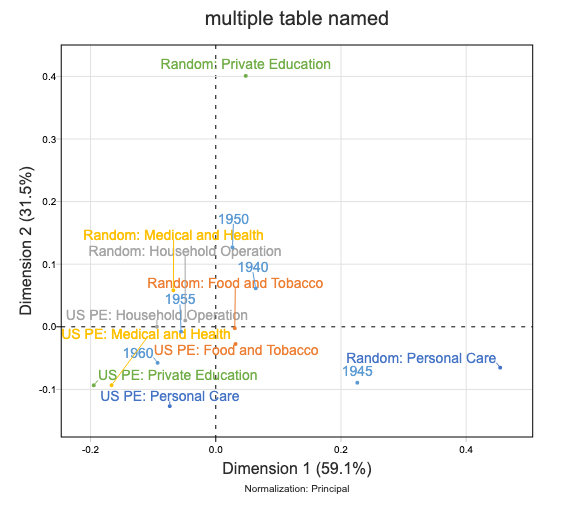 multiple table named
Dimension 2 (31.5%)
0.4
0.3
0.2
0.1
0.0
-0.1
Random: Private Education
1950
Random: Medical and Health
Random: Household Operation
1940
Random: Food and Tobacco
1955
US PE: Household Operation
US PE: Medical and Health
1960
US PE: Food and Tobacco
Random: Personal Care
1945
US PE: Private Education
US PE: Personal Care
-0.2
0.0
0.2
0.4
Dimension 1 (59.1%)
Normalization: Principal